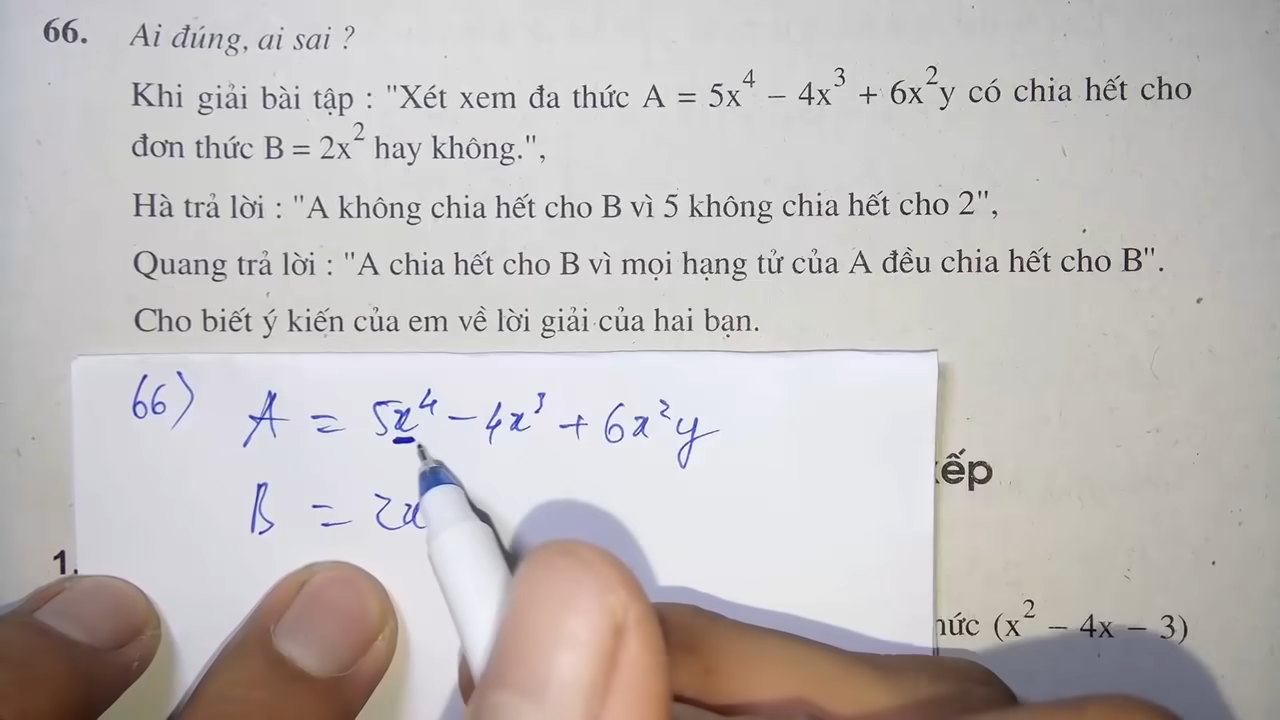 66. Ai đúng, ai sai ?
Khi giải bài tập : "Xét xem đa thức A = 5x⁴ – 4x³ + 6x²y có chia hết cho
đơn thức B = 2x² hay không.",
Hà trả lời : "A không chia hết cho B vì 5 không chia hết cho 2",
Quang trả lời : "A chia hết cho B vì mọi hạng tử của A đều chia hết cho B".
Cho biết ý kiến của em về lời giải của hai bạn.
66) A = 5x⁴ – 4x³ + 6x²y
B = 2x
1.
(x² – 4x – 3)